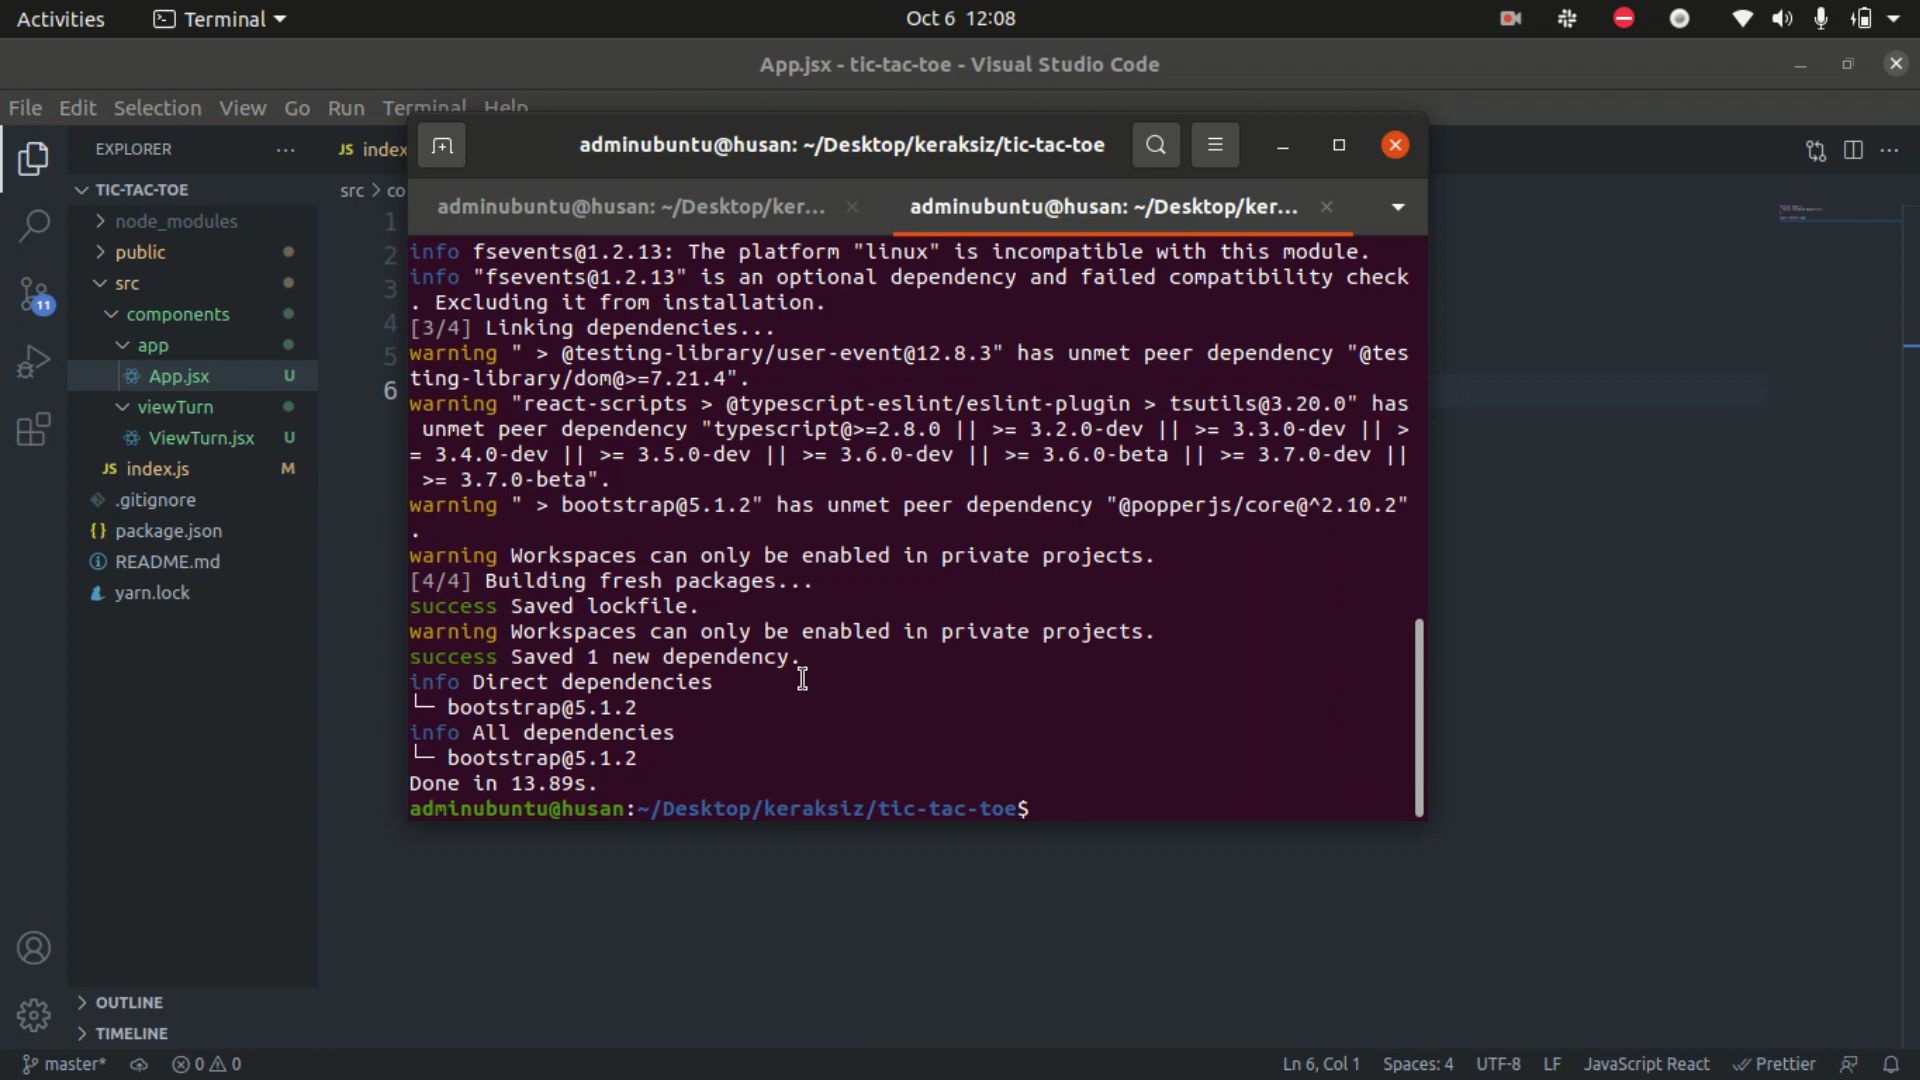 Activities
Terminal
Oct 6 12:08
App.jsx - tic-tac-toe - Visual Studio Code
File Edit Selection View Go Run Terminal Help
EXPLORER
TIC-TAC-TOE
node_modules
public
src
components
app
App.jsx U
viewTurn
ViewTurn.jsx U
JS index.js M
.gitignore
{} package.json
README.md
yarn.lock
OUTLINE
TIMELINE
11
JS index
src > co
1
2
3
4
5
6
adminubuntu@husan: ~/Desktop/keraksiz/tic-tac-toe
adminubuntu@husan: ~/Desktop/ker...
adminubuntu@husan: ~/Desktop/ker...
info fsevents@1.2.13: The platform "linux" is incompatible with this module.
info "fsevents@1.2.13" is an optional dependency and failed compatibility check
. Excluding it from installation.
[3/4] Linking dependencies...
warning " > @testing-library/user-event@12.8.3" has unmet peer dependency "@tes
ting-library/dom@>=7.21.4".
warning "react-scripts > @typescript-eslint/eslint-plugin > tsutils@3.20.0" has
unmet peer dependency "typescript@>=2.8.0 || >= 3.2.0-dev || >= 3.3.0-dev || >
= 3.4.0-dev || >= 3.5.0-dev || >= 3.6.0-dev || >= 3.6.0-beta || >= 3.7.0-dev ||
>= 3.7.0-beta".
warning " > bootstrap@5.1.2" has unmet peer dependency "@popperjs/core@^2.10.2"
.
warning Workspaces can only be enabled in private projects.
[4/4] Building fresh packages...
success Saved lockfile.
warning Workspaces can only be enabled in private projects.
success Saved 1 new dependency.
info Direct dependencies
└─ bootstrap@5.1.2
info All dependencies
└─ bootstrap@5.1.2
Done in 13.89s.
adminubuntu@husan:~/Desktop/keraksiz/tic-tac-toe$
master* 0 0
Ln 6, Col 1 Spaces: 4 UTF-8 LF JavaScript React Prettier